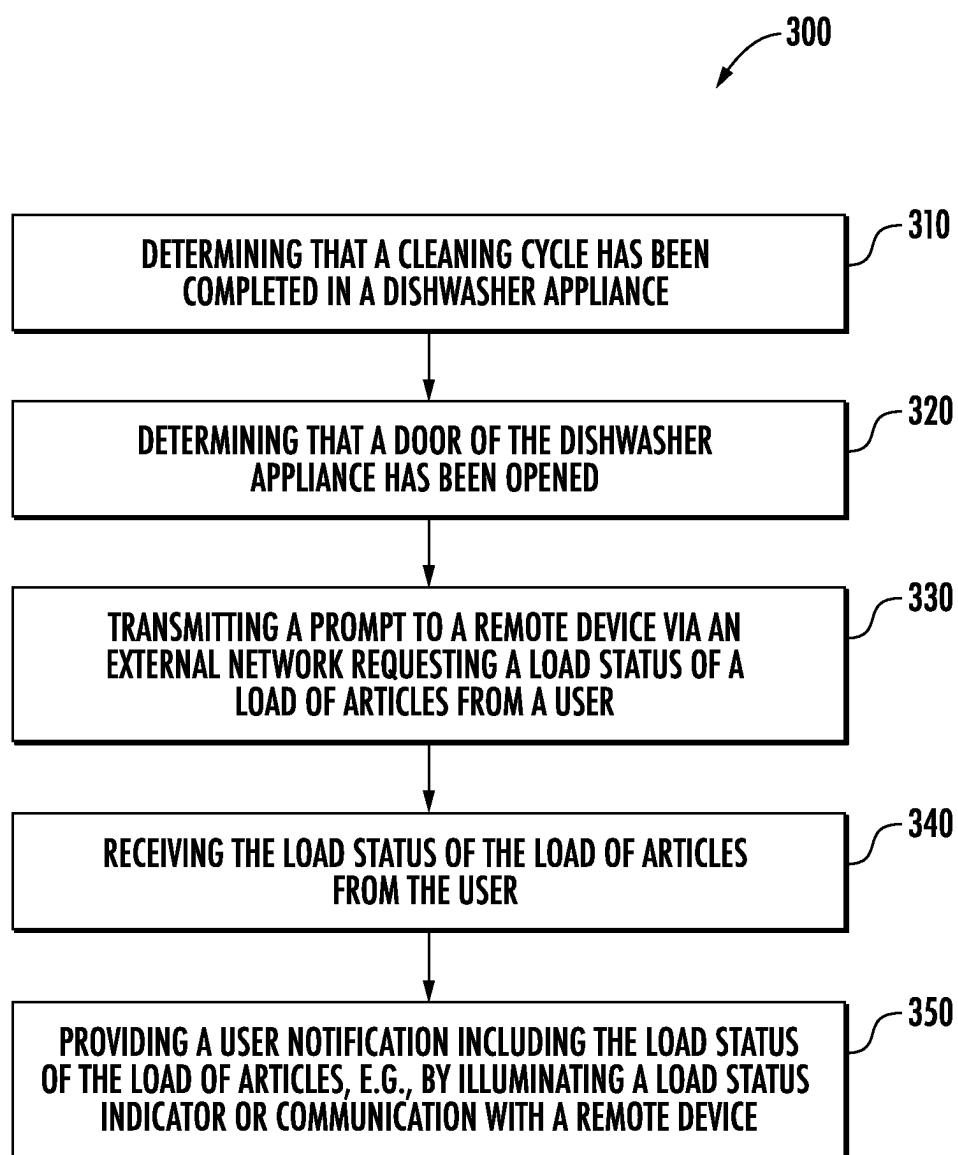 300
310
DETERMINING THAT A CLEANING CYCLE HAS BEEN
COMPLETED IN A DISHWASHER APPLIANCE
320
DETERMINING THAT A DOOR OF THE DISHWASHER
APPLIANCE HAS BEEN OPENED
330
TRANSMITTING A PROMPT TO A REMOTE DEVICE VIA AN
EXTERNAL NETWORK REQUESTING A LOAD STATUS OF A
LOAD OF ARTICLES FROM A USER
340
RECEIVING THE LOAD STATUS OF THE LOAD OF ARTICLES
FROM THE USER
350
PROVIDING A USER NOTIFICATION INCLUDING THE LOAD STATUS
OF THE LOAD OF ARTICLES, E.G., BY ILLUMINATING A LOAD STATUS
INDICATOR OR COMMUNICATION WITH A REMOTE DEVICE